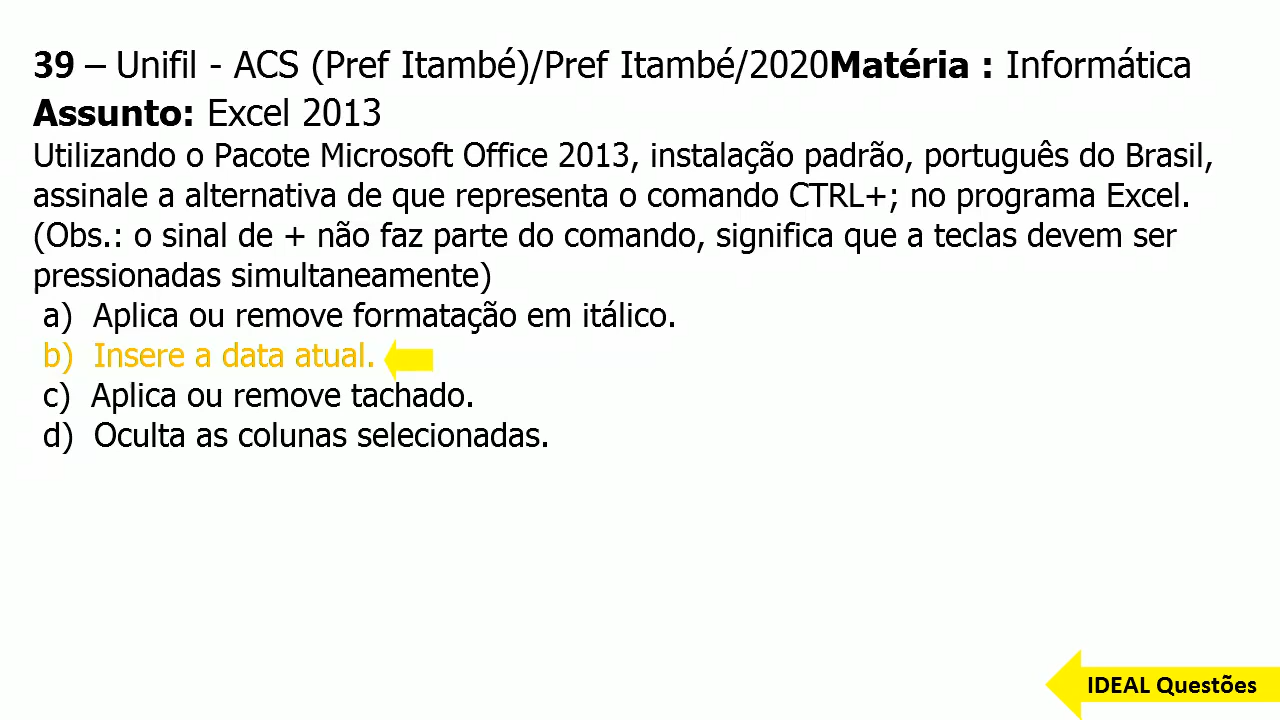 39 – Unifil - ACS (Pref Itambé)/Pref Itambé/2020Matéria : Informática
Assunto: Excel 2013
Utilizando o Pacote Microsoft Office 2013, instalação padrão, português do Brasil,
assinale a alternativa de que representa o comando CTRL+; no programa Excel.
(Obs.: o sinal de + não faz parte do comando, significa que a teclas devem ser
pressionadas simultaneamente)
a) Aplica ou remove formatação em itálico.
b) Insere a data atual.
c) Aplica ou remove tachado.
d) Oculta as colunas selecionadas.
IDEAL Questões